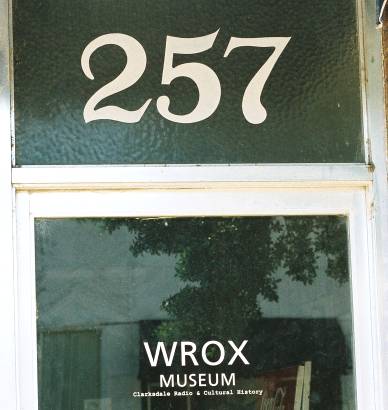 257
WROX
MUSEUM
Clarksdale Radio & Cultural History